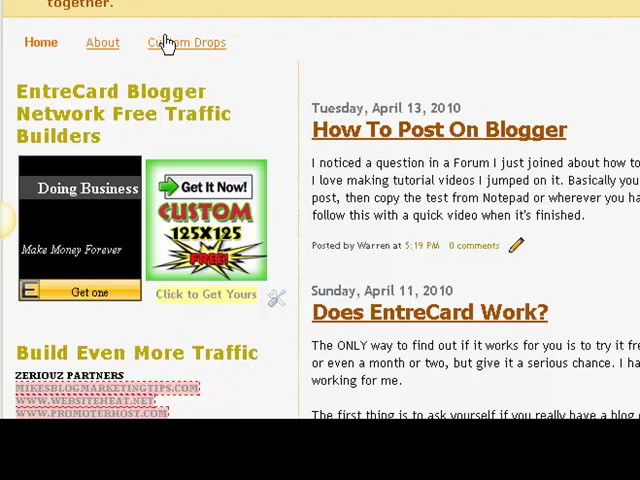 together.
Home About Custom Drops
EntreCard Blogger
Network Free Traffic
Builders
Doing Business
Make Money Forever
E Get one
Get It Now!
CUSTOM
125X125
FREE!
Click to Get Yours
Build Even More Traffic
ZERIOUZ PARTNERS
MIKESBLOGMARKETINGTIPS.COM
WWW.WEBSITEHEAT.NET
WWW.PROMOTERHOST.COM
Tuesday, April 13, 2010
How To Post On Blogger
I noticed a question in a Forum I just joined about how to
I love making tutorial videos I jumped on it. Basically you
post, then copy the test from Notepad or wherever you ha
follow this with a quick video when it's finished.
Posted by Warren at 5:19 PM 0 comments
Sunday, April 11, 2010
Does EntreCard Work?
The ONLY way to find out if it works for you is to try it fre
or even a month or two, but give it a serious chance. I ha
working for me.
The first thing is to ask yourself if you really have a blog